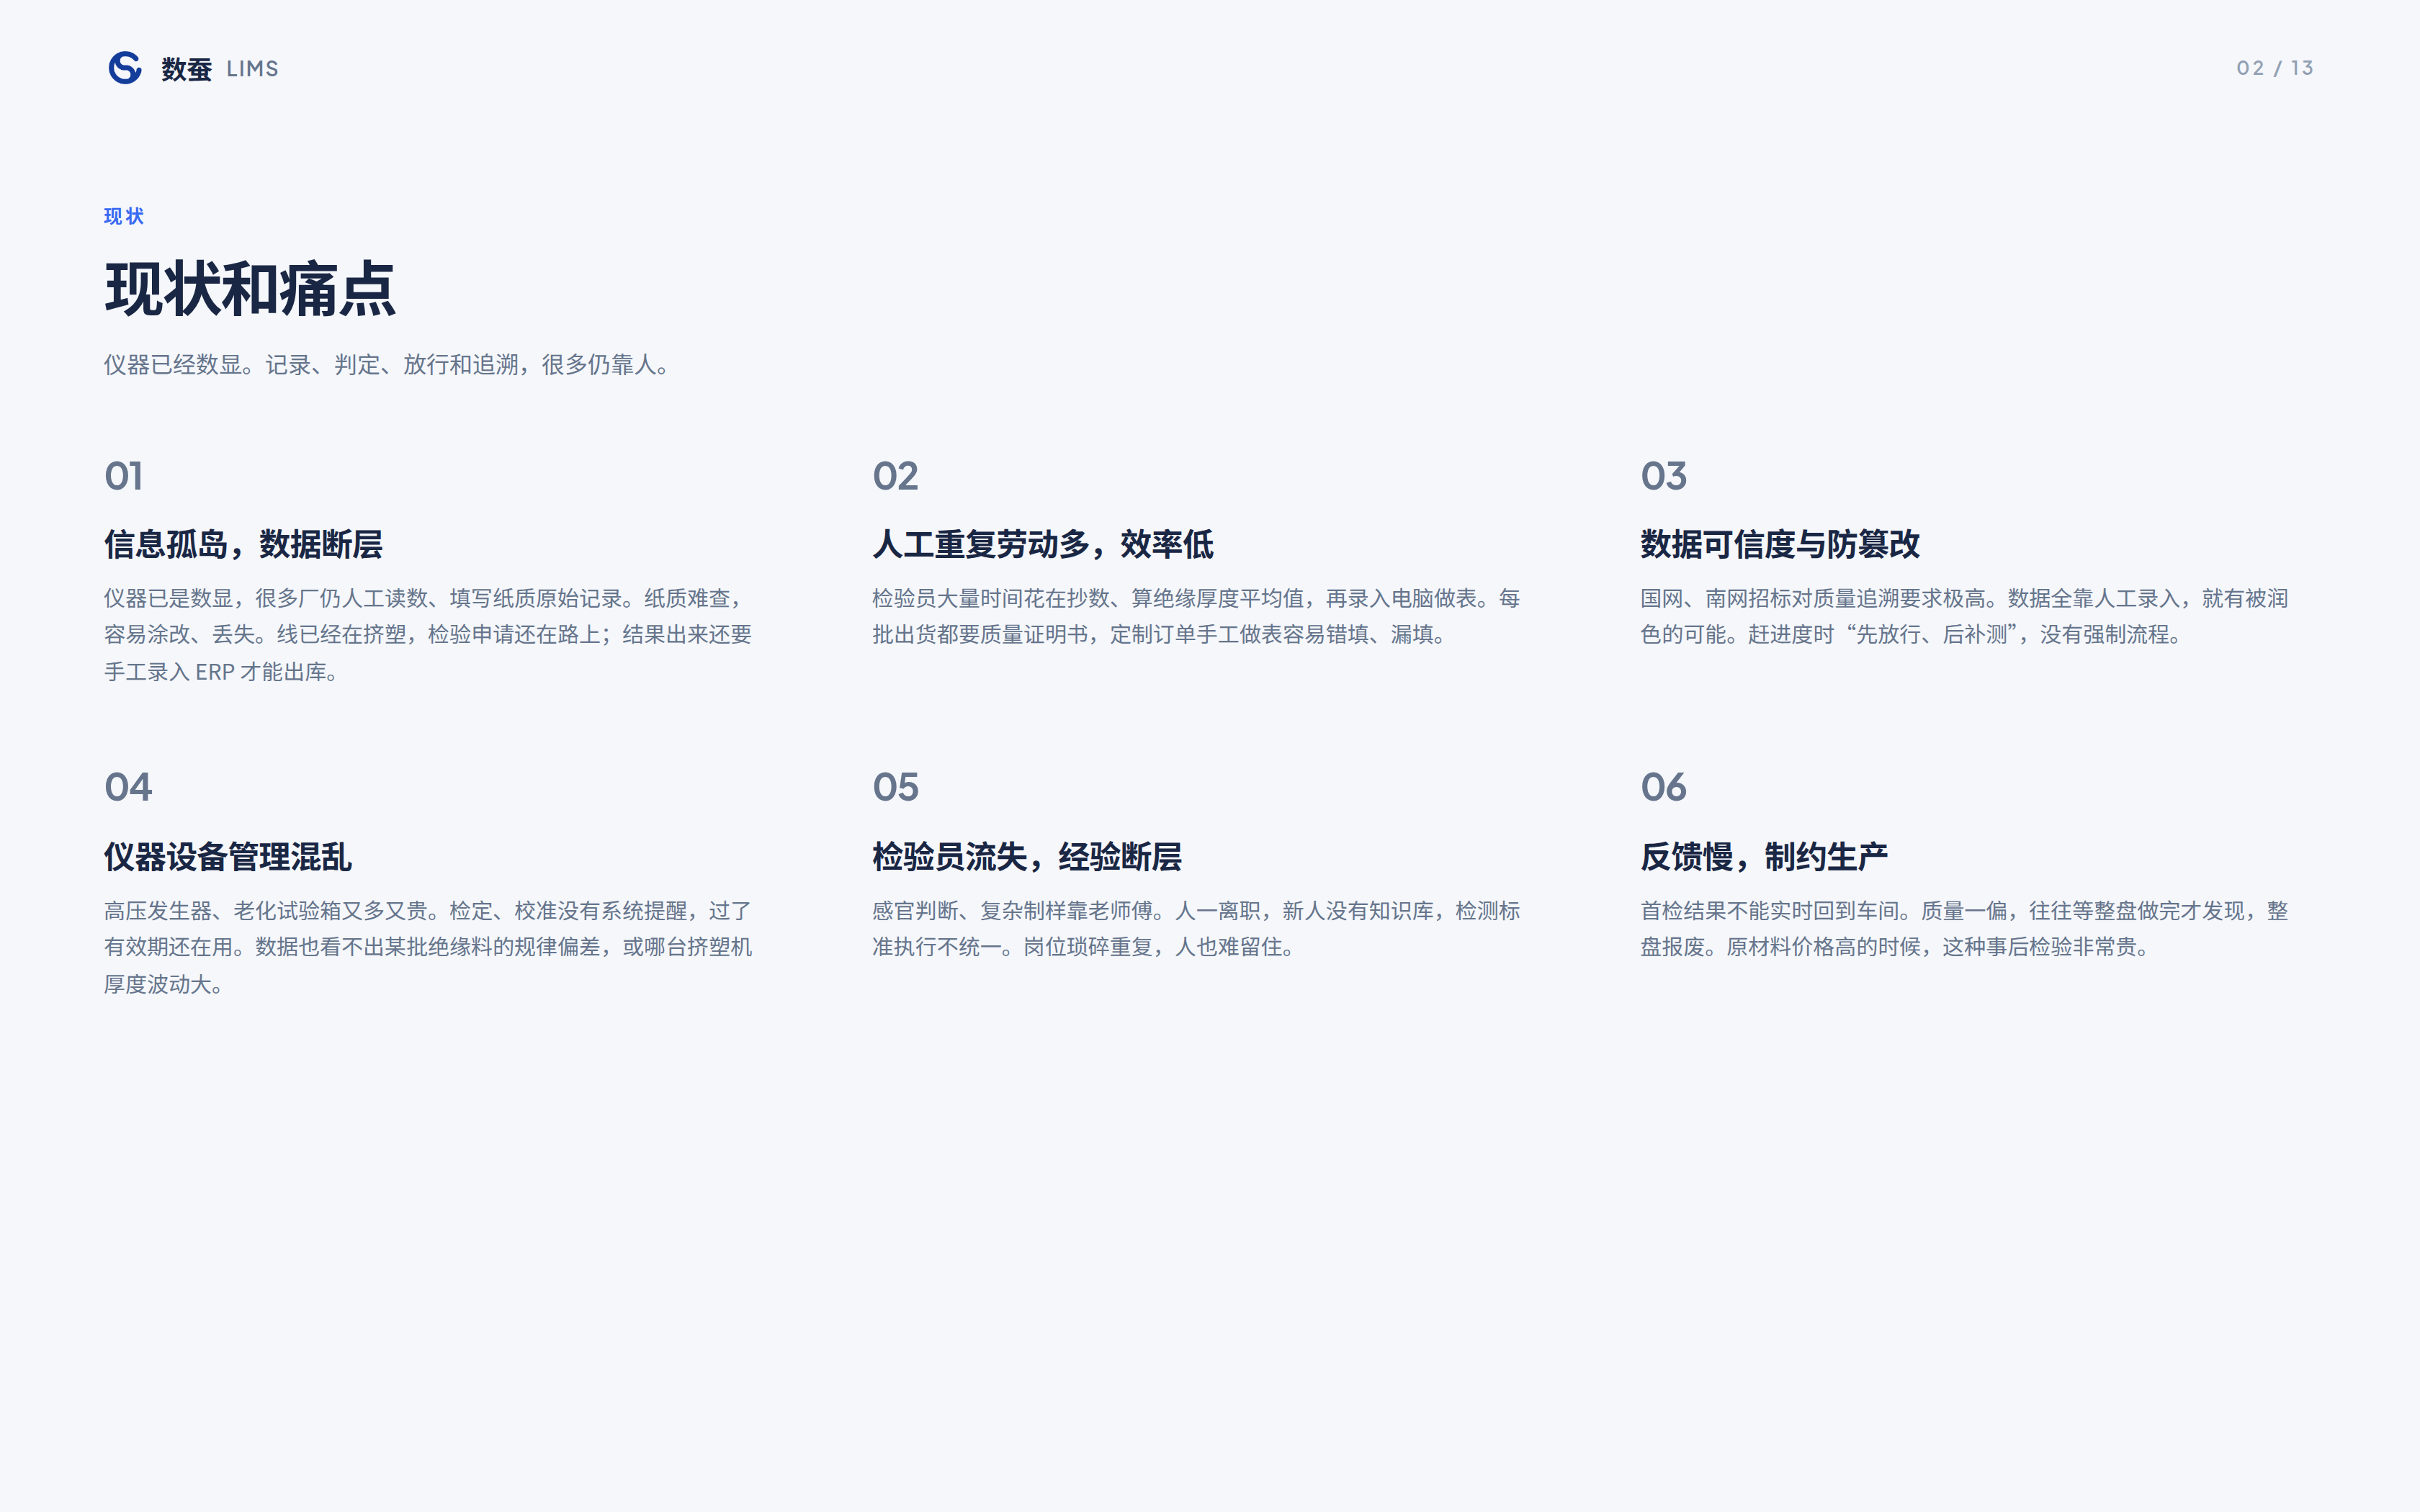 数蚕 LIMS
02 / 13
现状
现状和痛点
仪器已经数显。记录、判定、放行和追溯，很多仍靠人。
01
信息孤岛，数据断层
仪器已是数显，很多厂仍人工读数、填写纸质原始记录。纸质难查，
容易涂改、丢失。线已经在挤塑，检验申请还在路上；结果出来还要
手工录入 ERP 才能出库。
02
人工重复劳动多，效率低
检验员大量时间花在抄数、算绝缘厚度平均值，再录入电脑做表。每
批出货都要质量证明书，定制订单手工做表容易错填、漏填。
03
数据可信度与防篡改
国网、南网招标对质量追溯要求极高。数据全靠人工录入，就有被润
色的可能。赶进度时“先放行、后补测”，没有强制流程。
04
仪器设备管理混乱
高压发生器、老化试验箱又多又贵。检定、校准没有系统提醒，过了
有效期还在用。数据也看不出某批绝缘料的规律偏差，或哪台挤塑机
厚度波动大。
05
检验员流失，经验断层
感官判断、复杂制样靠老师傅。人一离职，新人没有知识库，检测标
准执行不统一。岗位琐碎重复，人也难留住。
06
反馈慢，制约生产
首检结果不能实时回到车间。质量一偏，往往等整盘做完才发现，整
盘报废。原材料价格高的时候，这种事后检验非常贵。